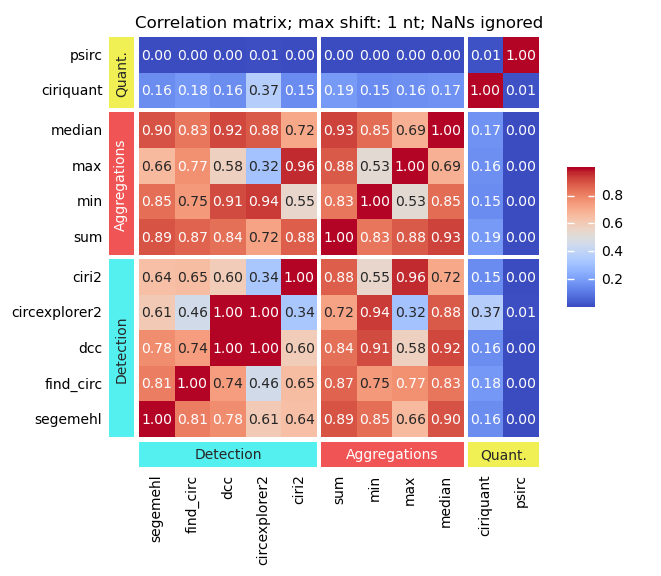 Correlation matrix; max shift: 1 nt; NaNs ignored
psirc 0.00 0.00 0.00 0.01 0.00 0.00 0.00 0.00 0.00 0.01 1.00
ciriquant 0.16 0.18 0.16 0.37 0.15 0.19 0.15 0.16 0.17 1.00 0.01
Quant.
median 0.90 0.83 0.92 0.88 0.72 0.93 0.85 0.69 1.00 0.17 0.00
max 0.66 0.77 0.58 0.32 0.96 0.88 0.53 1.00 0.69 0.16 0.00
min 0.85 0.75 0.91 0.94 0.55 0.83 1.00 0.53 0.85 0.15 0.00
sum 0.89 0.87 0.84 0.72 0.88 1.00 0.83 0.88 0.93 0.19 0.00
Aggregations
ciri2 0.64 0.65 0.60 0.34 1.00 0.88 0.55 0.96 0.72 0.15 0.00
circexplorer2 0.61 0.46 1.00 1.00 0.34 0.72 0.94 0.32 0.88 0.37 0.01
dcc 0.78 0.74 1.00 1.00 0.60 0.84 0.91 0.58 0.92 0.16 0.00
find_circ 0.81 1.00 0.74 0.46 0.65 0.87 0.75 0.77 0.83 0.18 0.00
segemehl 1.00 0.81 0.78 0.61 0.64 0.89 0.85 0.66 0.90 0.16 0.00
Detection
Detection Aggregations Quant.
segemehl
find_circ
dcc
circexplorer2
ciri2
sum
min
max
median
ciriquant
psirc
0.8
0.6
0.4
0.2